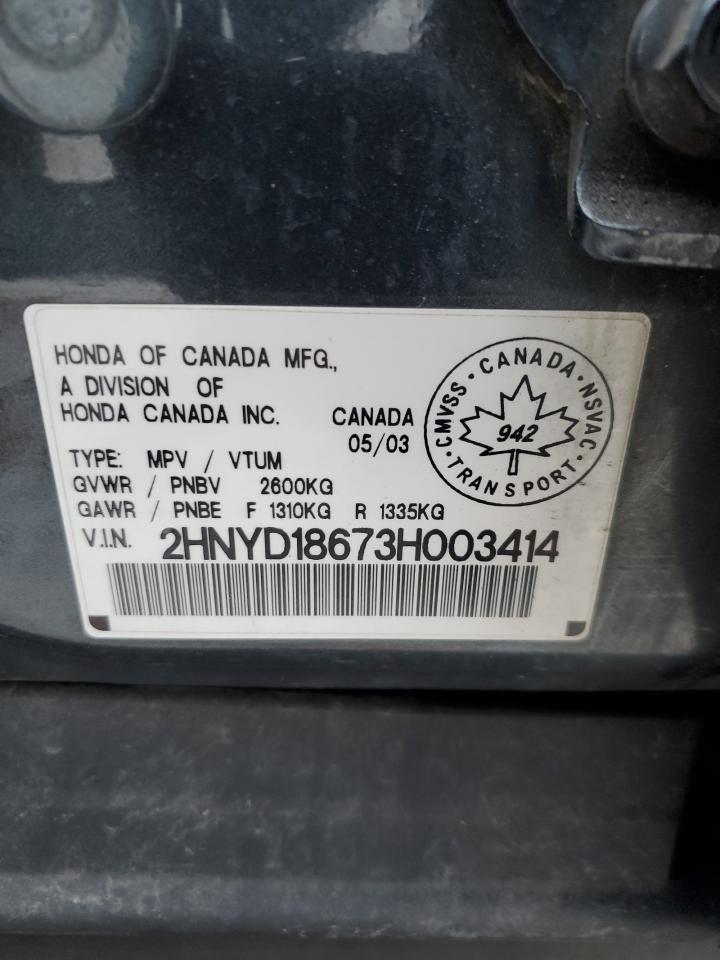 HONDA OF CANADA MFG.,
A DIVISION OF
HONDA CANADA INC.
CANADA
05/03
TYPE: MPV / VTUM
GVWR / PNBV 2600KG
GAWR / PNBE F 1310KG R 1335KG
V.I.N. 2HNYD18673H003414
CMVSS · CANADA · NSVAC · TRANSPORT ·
942